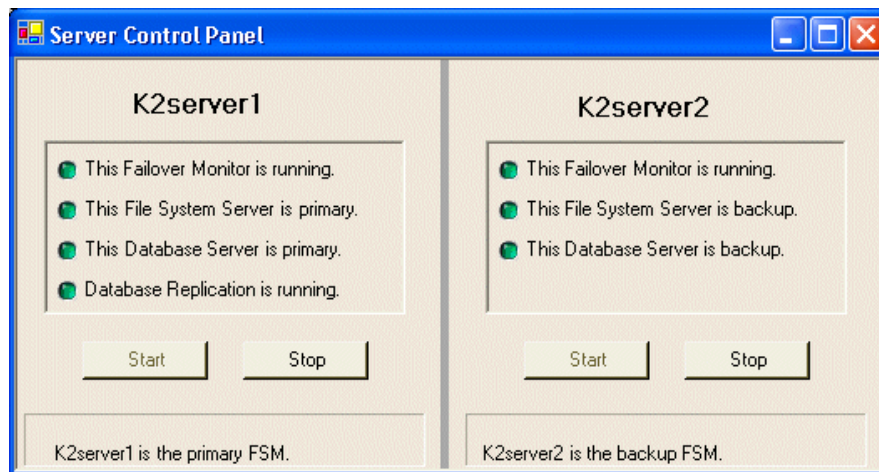 Server Control Panel
K2server1
This Failover Monitor is running.
This File System Server is primary.
This Database Server is primary.
Database Replication is running.
Start
Stop
K2server1 is the primary FSM.
K2server2
This Failover Monitor is running.
This File System Server is backup.
This Database Server is backup.
Start
Stop
K2server2 is the backup FSM.